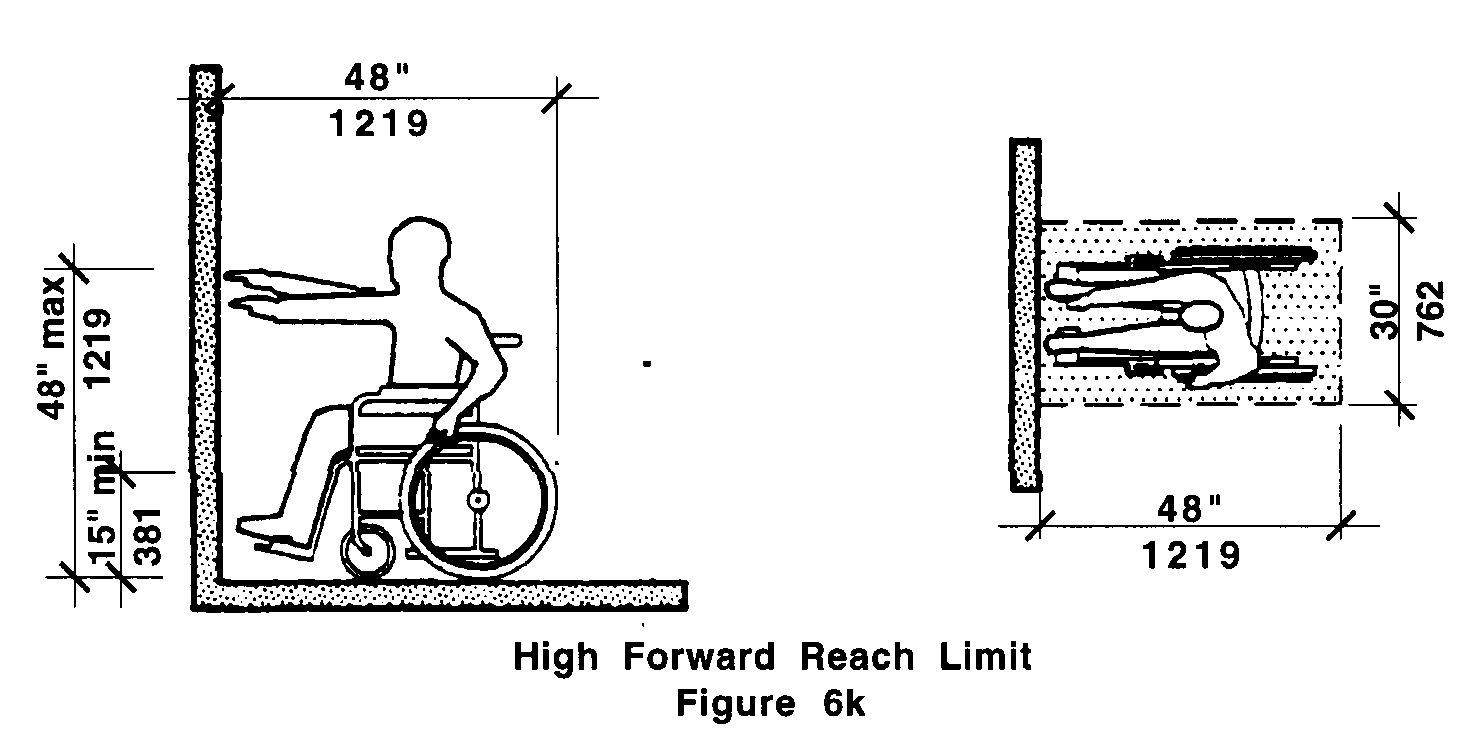 48"
1219
48" max
1219
15" min
381
30"
762
48"
1219
High Forward Reach Limit
Figure 6k